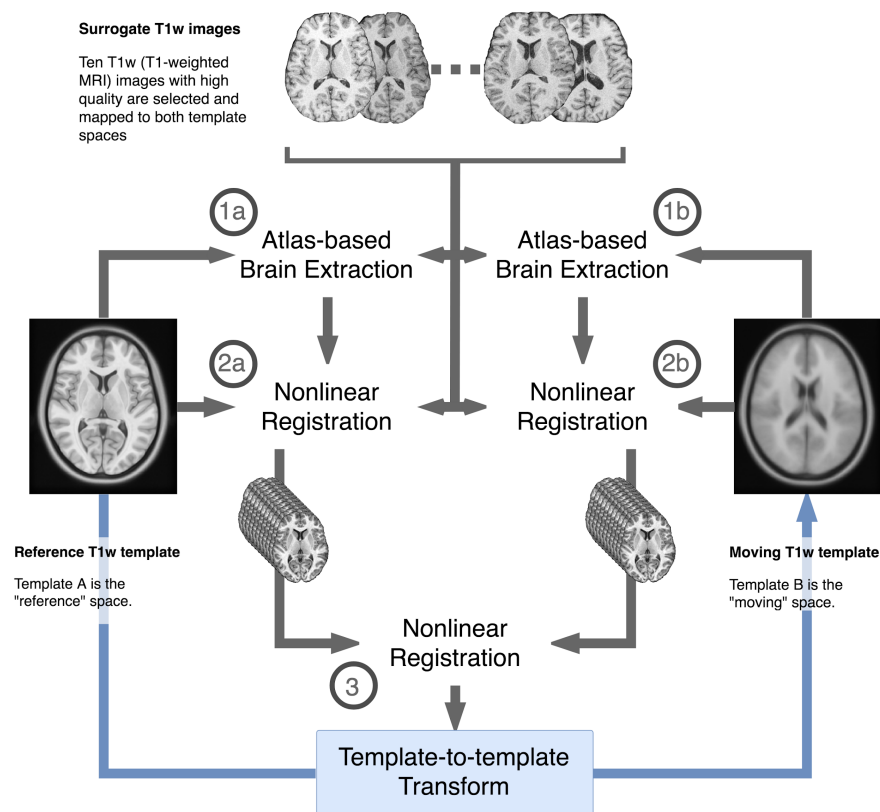 Surrogate T1w images
Ten T1w (T1-weighted
MRI) images with high
quality are selected and
mapped to both template
spaces
1a
1b
Atlas-based
Brain Extraction
Atlas-based
Brain Extraction
2a
2b
Nonlinear
Registration
Nonlinear
Registration
Reference T1w template
Template A is the
"reference" space.
Moving T1w template
Template B is the
"moving" space.
Nonlinear
Registration
3
Template-to-template
Transform